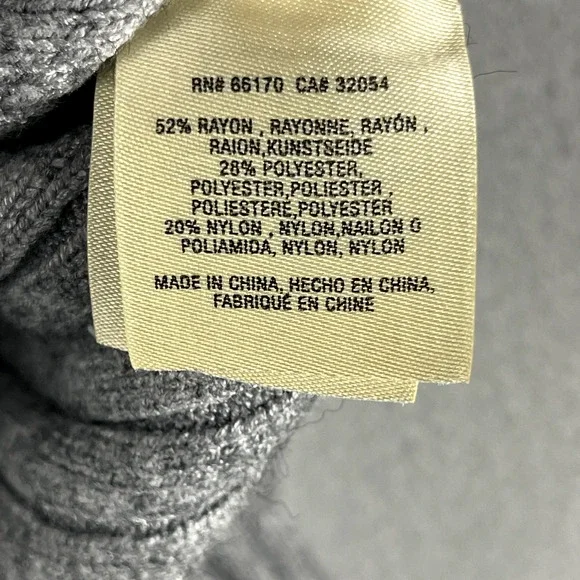 RN# 66170 CA# 32054
52% RAYON , RAYONNE, RAYÓN ,
RAION,KUNSTSEIDE
28% POLYESTER,
POLYESTER,POLIESTER ,
POLIESTERE,POLYESTER
20% NYLON , NYLON,NAILON O
POLIAMIDA, NYLON, NYLON
MADE IN CHINA, HECHO EN CHINA,
FABRIQUÉ EN CHINE